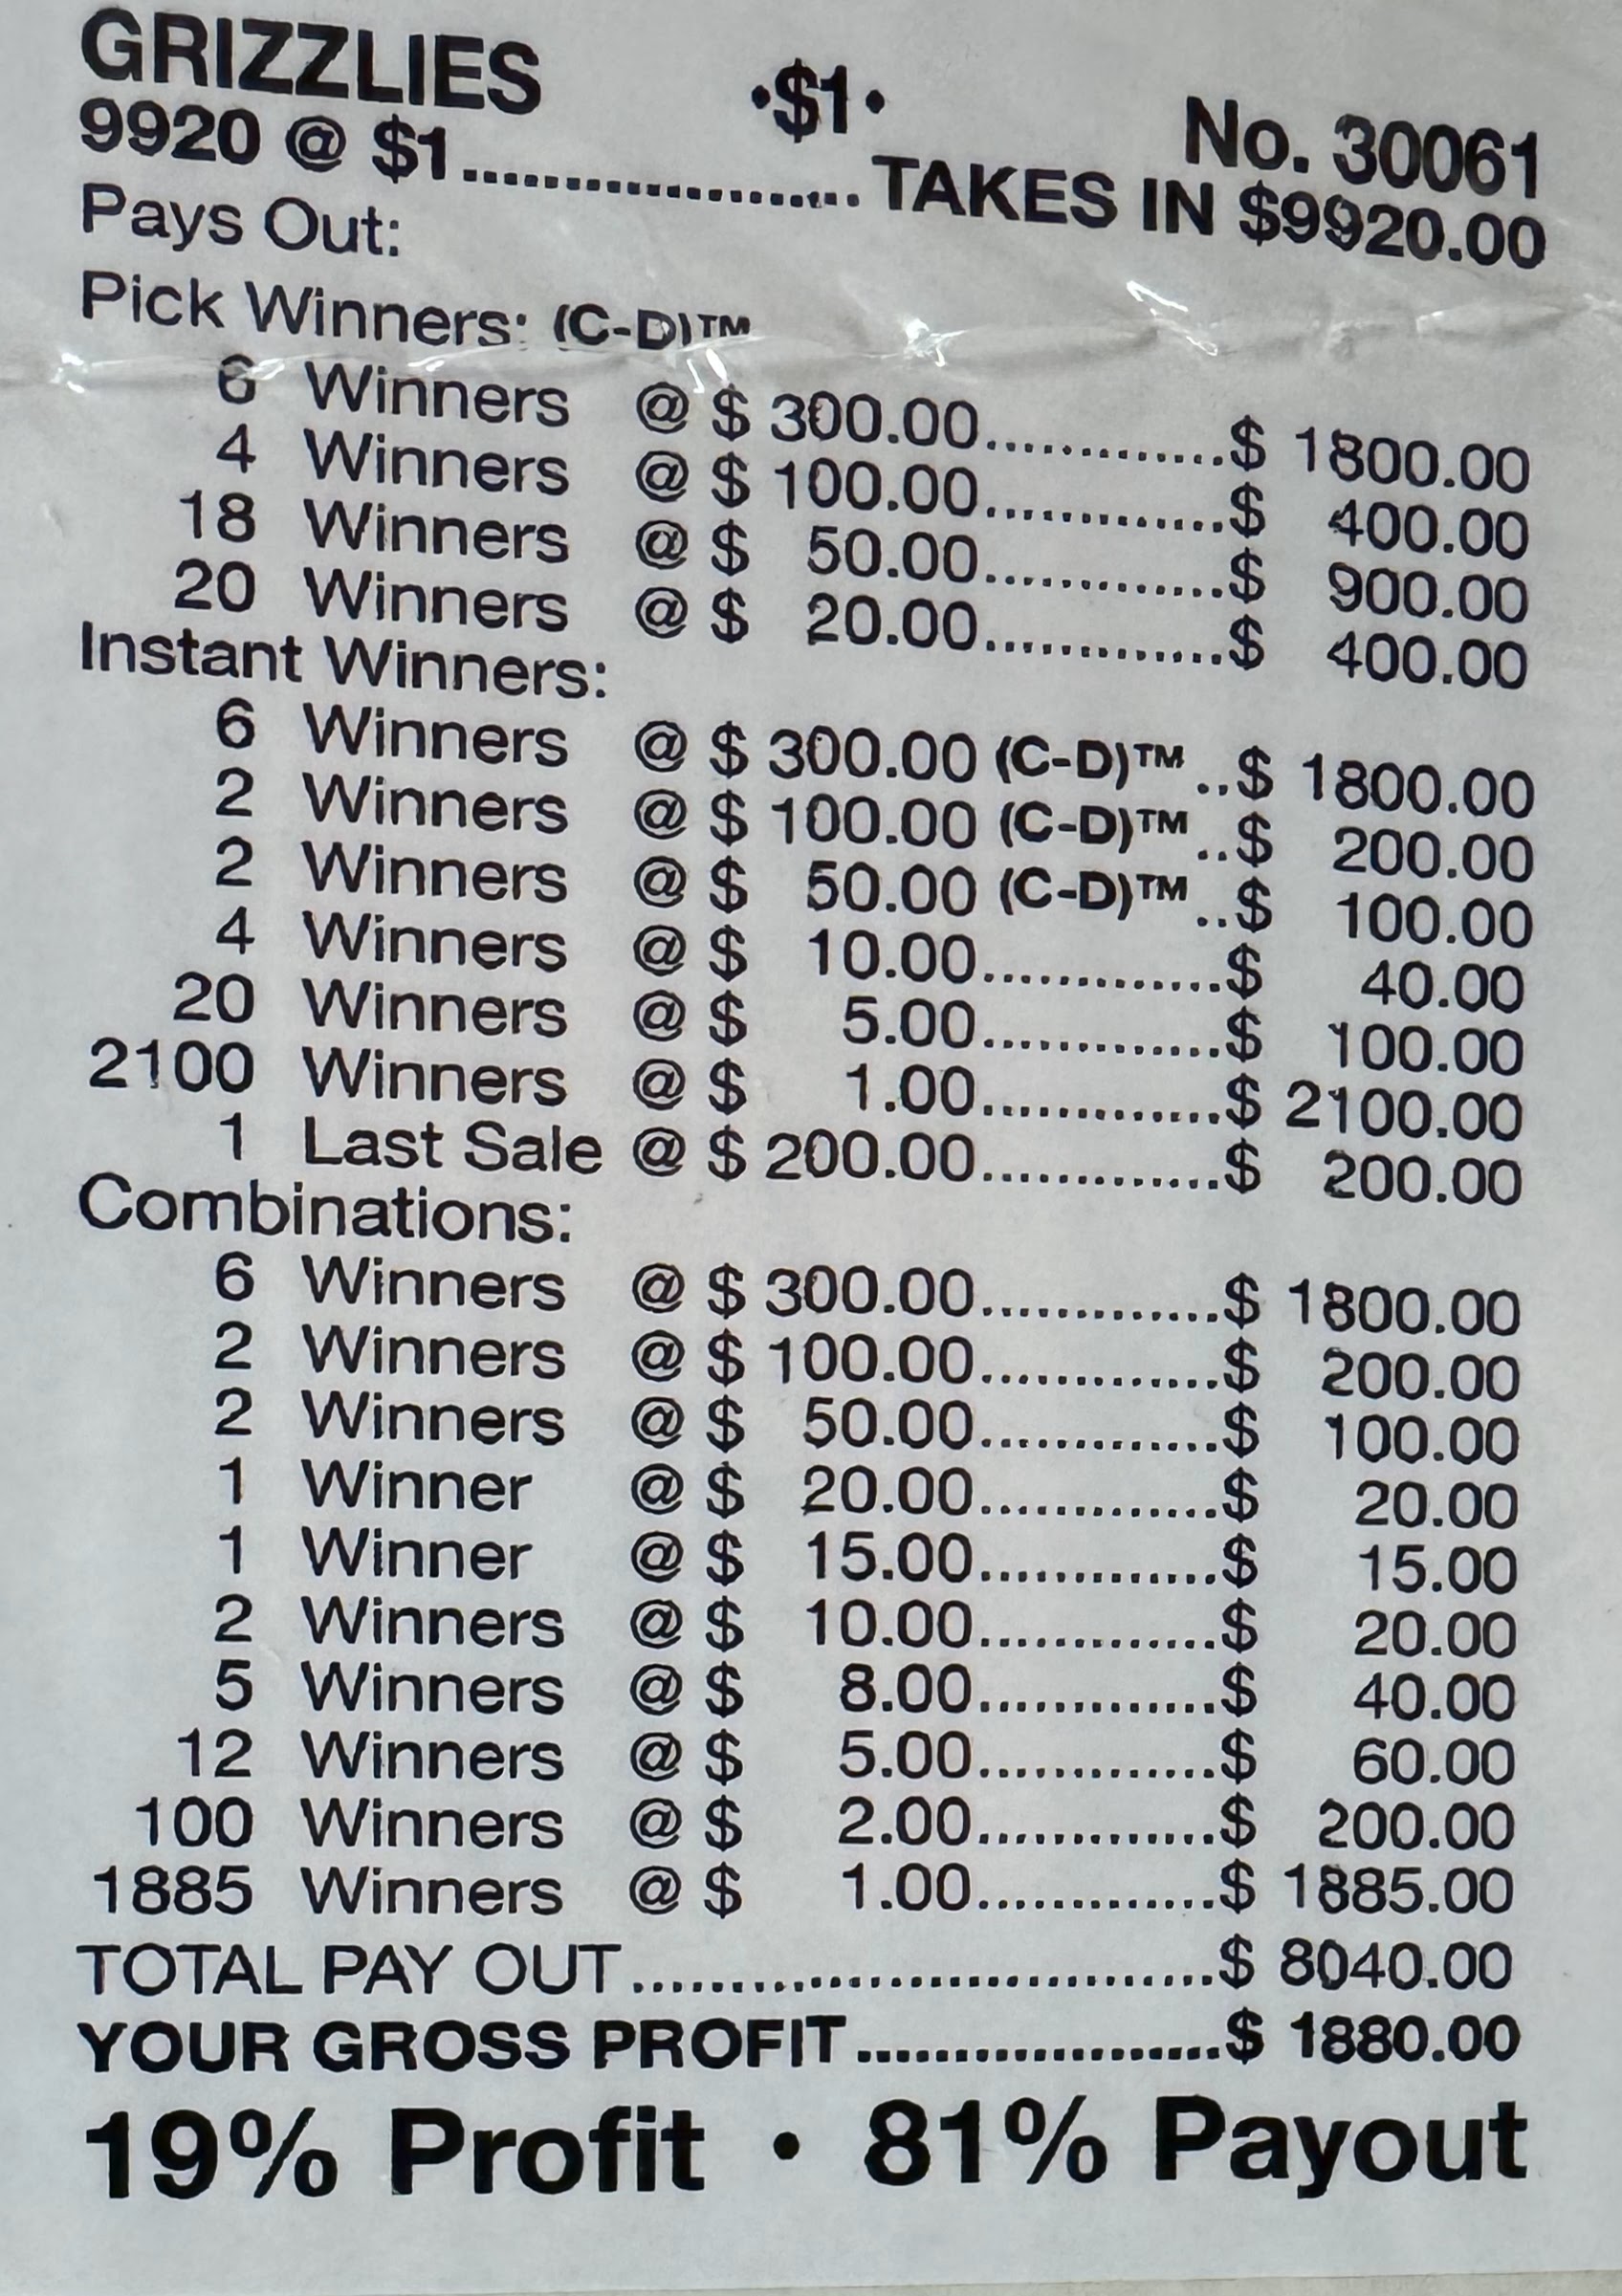 GRIZZLIES ·$1· No. 30061
9920 @ $1..................... TAKES IN $9920.00
Pays Out:
Pick Winners: (C-D)™
6 Winners @ $ 300.00..............$ 1800.00
4 Winners @ $ 100.00..............$ 400.00
18 Winners @ $ 50.00..............$ 900.00
20 Winners @ $ 20.00..............$ 400.00
Instant Winners:
6 Winners @ $ 300.00 (C-D)™ ..$ 1800.00
2 Winners @ $ 100.00 (C-D)™ ..$ 200.00
2 Winners @ $ 50.00 (C-D)™ ..$ 100.00
4 Winners @ $ 10.00..............$ 40.00
20 Winners @ $ 5.00..............$ 100.00
2100 Winners @ $ 1.00..............$ 2100.00
1 Last Sale @ $ 200.00..............$ 200.00
Combinations:
6 Winners @ $ 300.00..............$ 1800.00
2 Winners @ $ 100.00..............$ 200.00
2 Winners @ $ 50.00..............$ 100.00
1 Winner @ $ 20.00..............$ 20.00
1 Winner @ $ 15.00..............$ 15.00
2 Winners @ $ 10.00..............$ 20.00
5 Winners @ $ 8.00..............$ 40.00
12 Winners @ $ 5.00..............$ 60.00
100 Winners @ $ 2.00..............$ 200.00
1885 Winners @ $ 1.00..............$ 1885.00
TOTAL PAY OUT.................................$ 8040.00
YOUR GROSS PROFIT....................$ 1880.00
19% Profit · 81% Payout